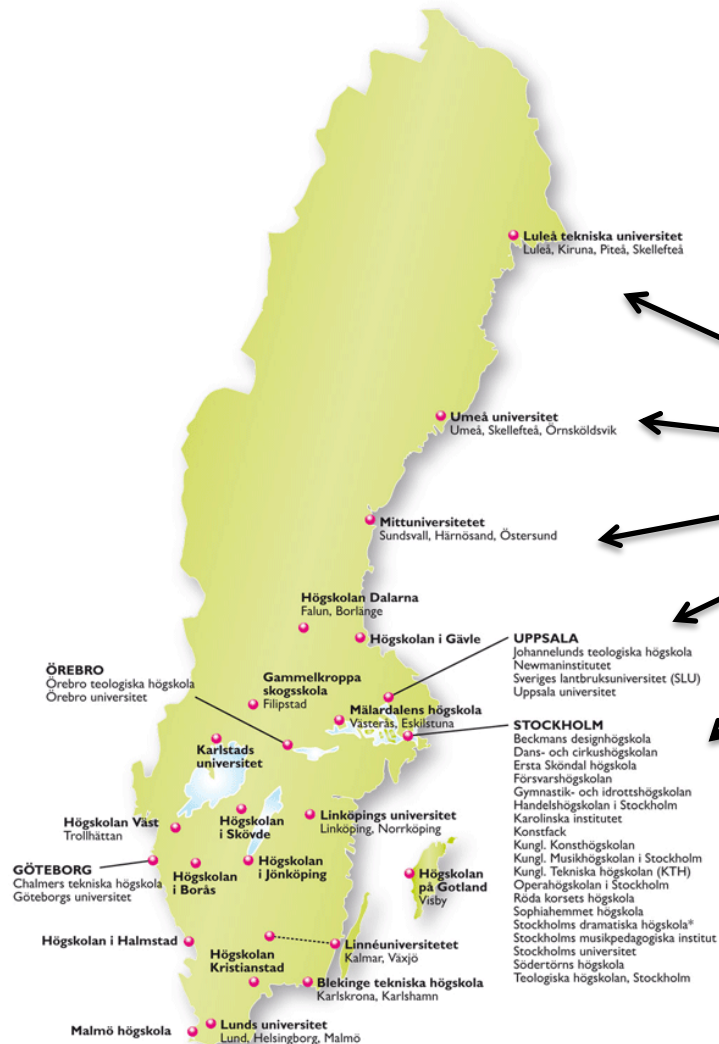 Luleå tekniska universitet
Luleå, Kiruna, Piteå, Skellefteå
Umeå universitet
Umeå, Skellefteå, Örnsköldsvik
Mittuniversitetet
Sundsvall, Härnösand, Östersund
Högskolan Dalarna
Falun, Borlänge
Högskolan i Gävle
UPPSALA
Johannelunds teologiska högskola
Newmaninstitutet
Sveriges lantbruksuniversitet (SLU)
Uppsala universitet
ÖREBRO
Örebro teologiska högskola
Örebro universitet
Gammelkroppa
skogsskola
Filipstad
Mälardalens högskola
Västerås, Eskilstuna
STOCKHOLM
Beckmans designhögskola
Dans- och cirkushögskolan
Ersta Sköndal högskola
Försvarshögskolan
Gymnastik- och idrottshögskolan
Handelshögskolan i Stockholm
Karolinska institutet
Konstfack
Kungl. Konsthögskolan
Kungl. Musikhögskolan i Stockholm
Kungl. Tekniska högskolan (KTH)
Operahögskolan i Stockholm
Röda korsets högskola
Sophiahemmet högskola
Stockholms dramatiska högskola*
Stockholms musikpedagogiska institut
Stockholms universitet
Södertörns högskola
Teologiska högskolan, Stockholm
Karlstads
universitet
Högskolan Väst
Trollhättan
Högskolan
i Skövde
Linköpings universitet
Linköping, Norrköping
GÖTEBORG
Chalmers tekniska högskola
Göteborgs universitet
Högskolan
i Borås
Högskolan
i Jönköping
Högskolan
på Gotland
Visby
Högskolan i Halmstad
Högskolan
Kristianstad
Linnéuniversitetet
Kalmar, Växjö
Blekinge tekniska högskola
Karlskrona, Karlshamn
Malmö högskola
Lunds universitet
Lund, Helsingborg, Malmö